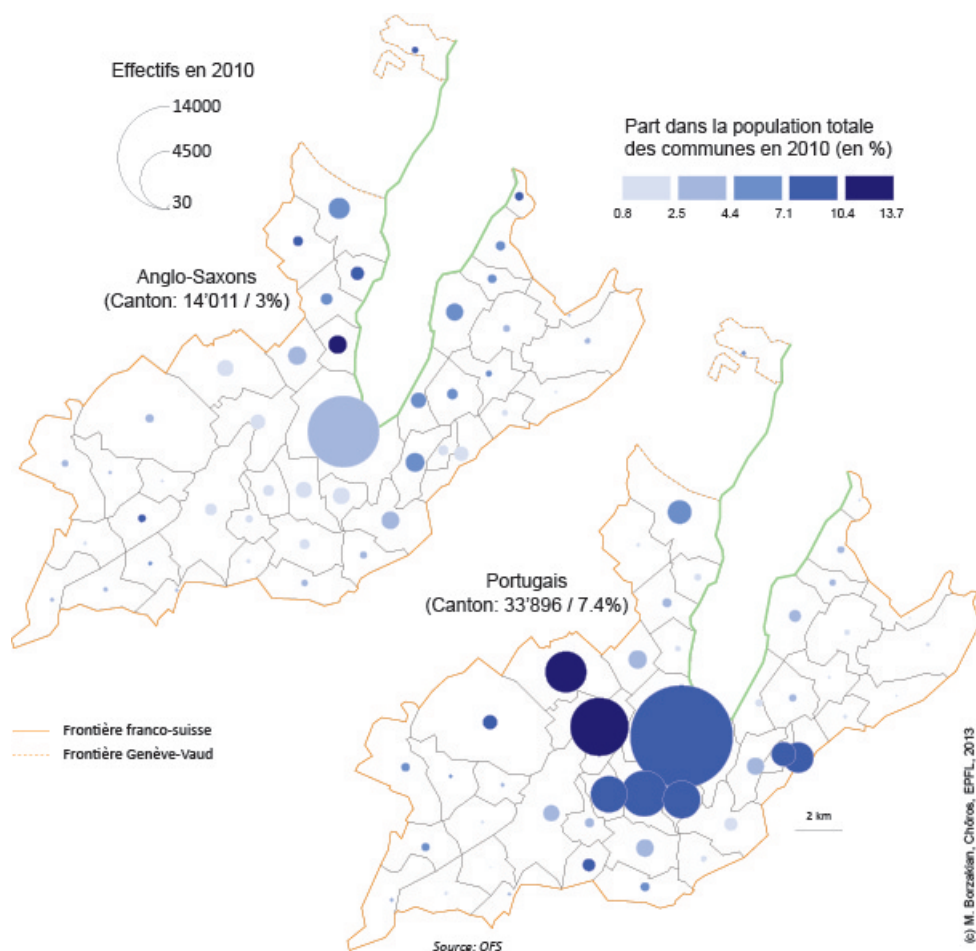 Effectifs en 2010
14000
4500
30
Part dans la population totale
des communes en 2010 (en %)
0.8 2.5 4.4 7.1 10.4 13.7
Anglo-Saxons
(Canton: 14'011 / 3%)
Portugais
(Canton: 33'896 / 7.4%)
Frontière franco-suisse
Frontière Genève-Vaud
2 km
Source: OFS
(c) M. Borzakian, Chôros, EPFL, 2013